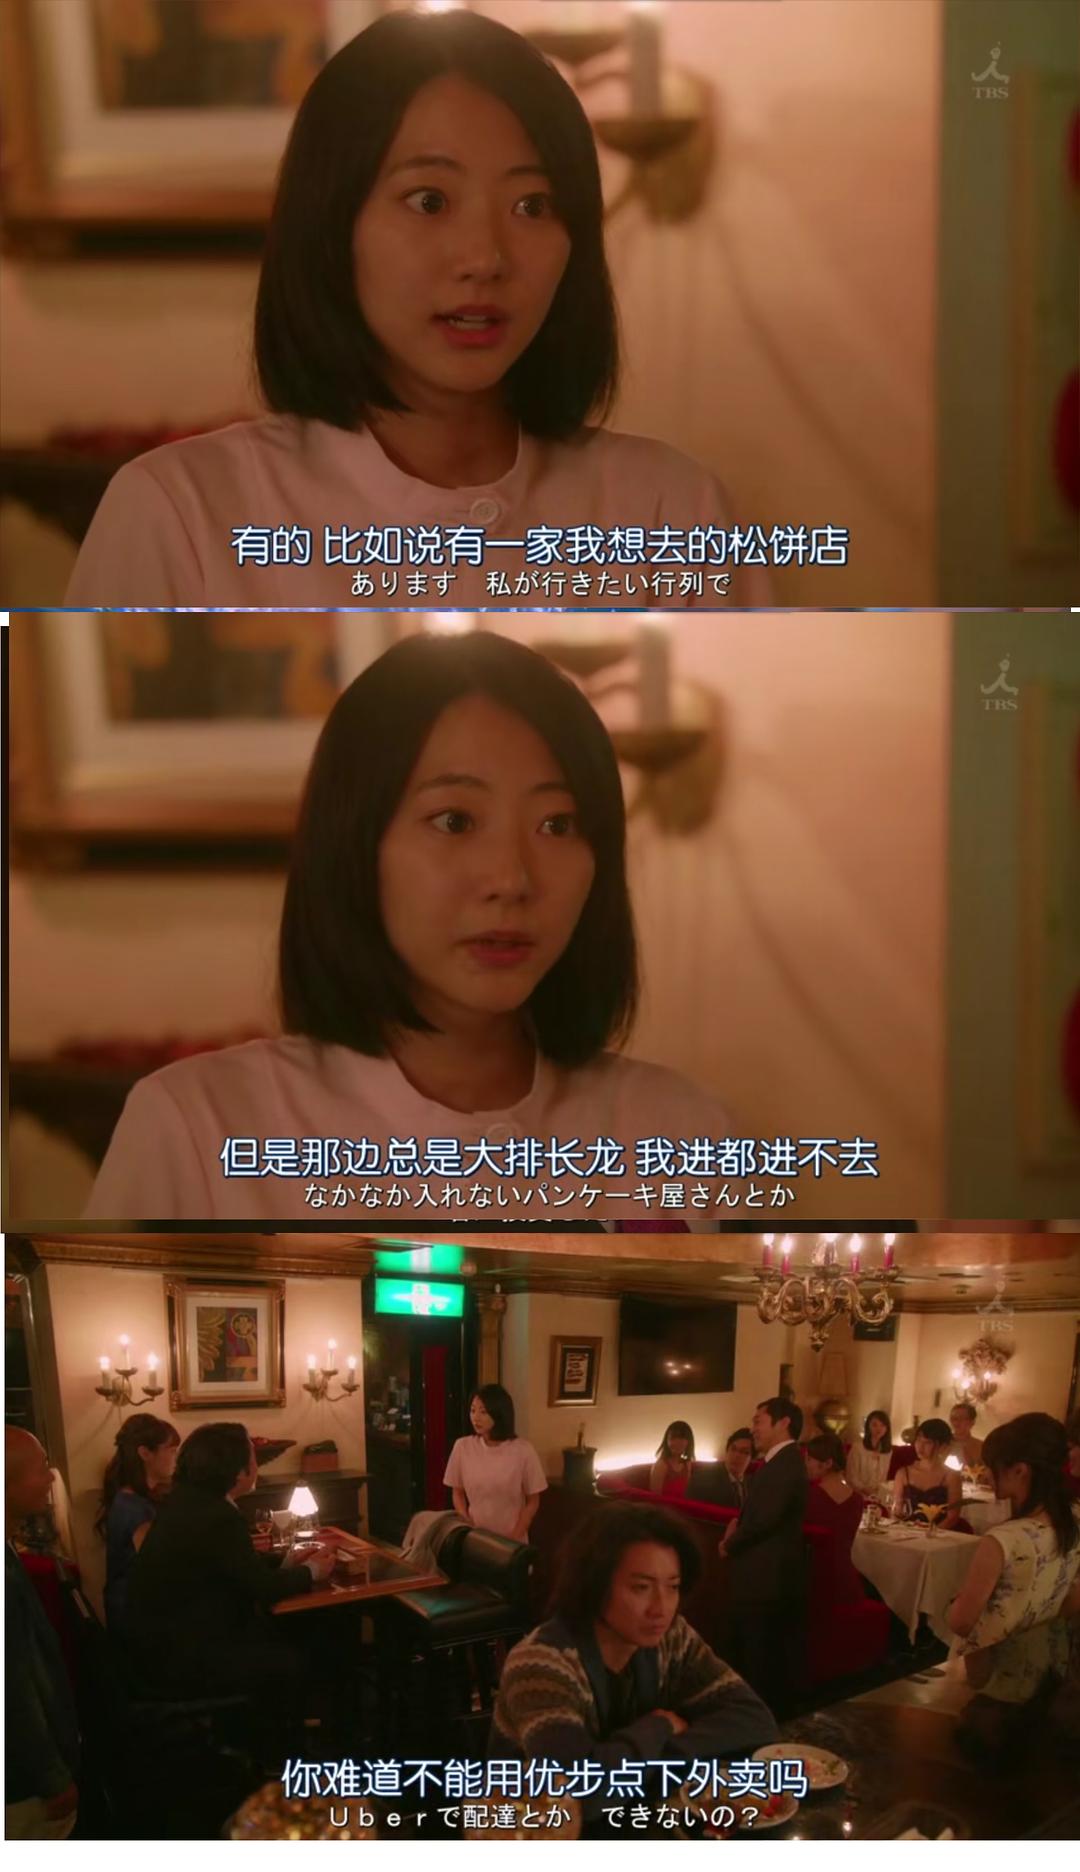 TBS
有的 比如说有一家我想去的松饼店
あります 私が行きたい行列で
TBS
但是那边总是大排长龙 我进都进不去
なかなか入れないパンケーキ屋さんとか
TBS
你难道不能用优步点下外卖吗
Uberで配達とか できないの?